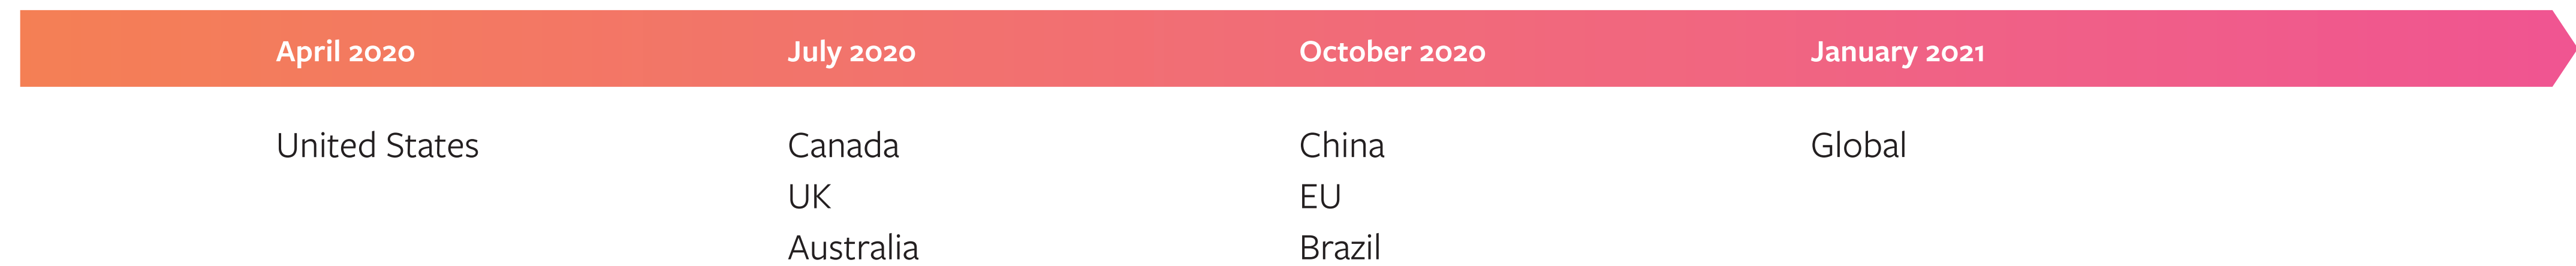 April 2020
July 2020
October 2020
January 2021
United States
Canada
UK
Australia
China
EU
Brazil
Global